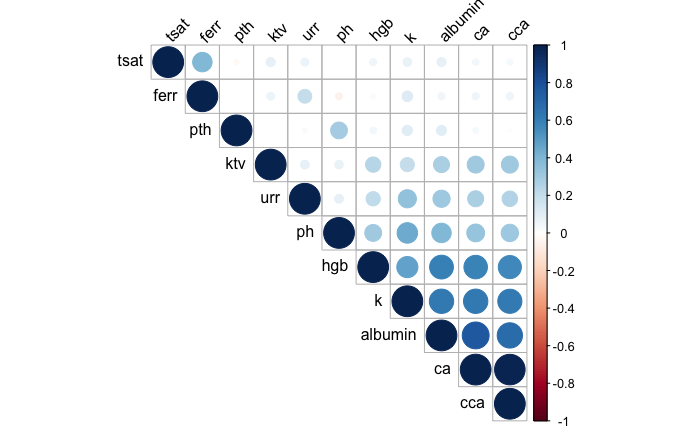 tsat ferr pth ktv urr ph hgb k albumin ca cca
tsat
ferr
pth
ktv
urr
ph
hgb
k
albumin
ca
cca
1
0.8
0.6
0.4
0.2
0
-0.2
-0.4
-0.6
-0.8
-1